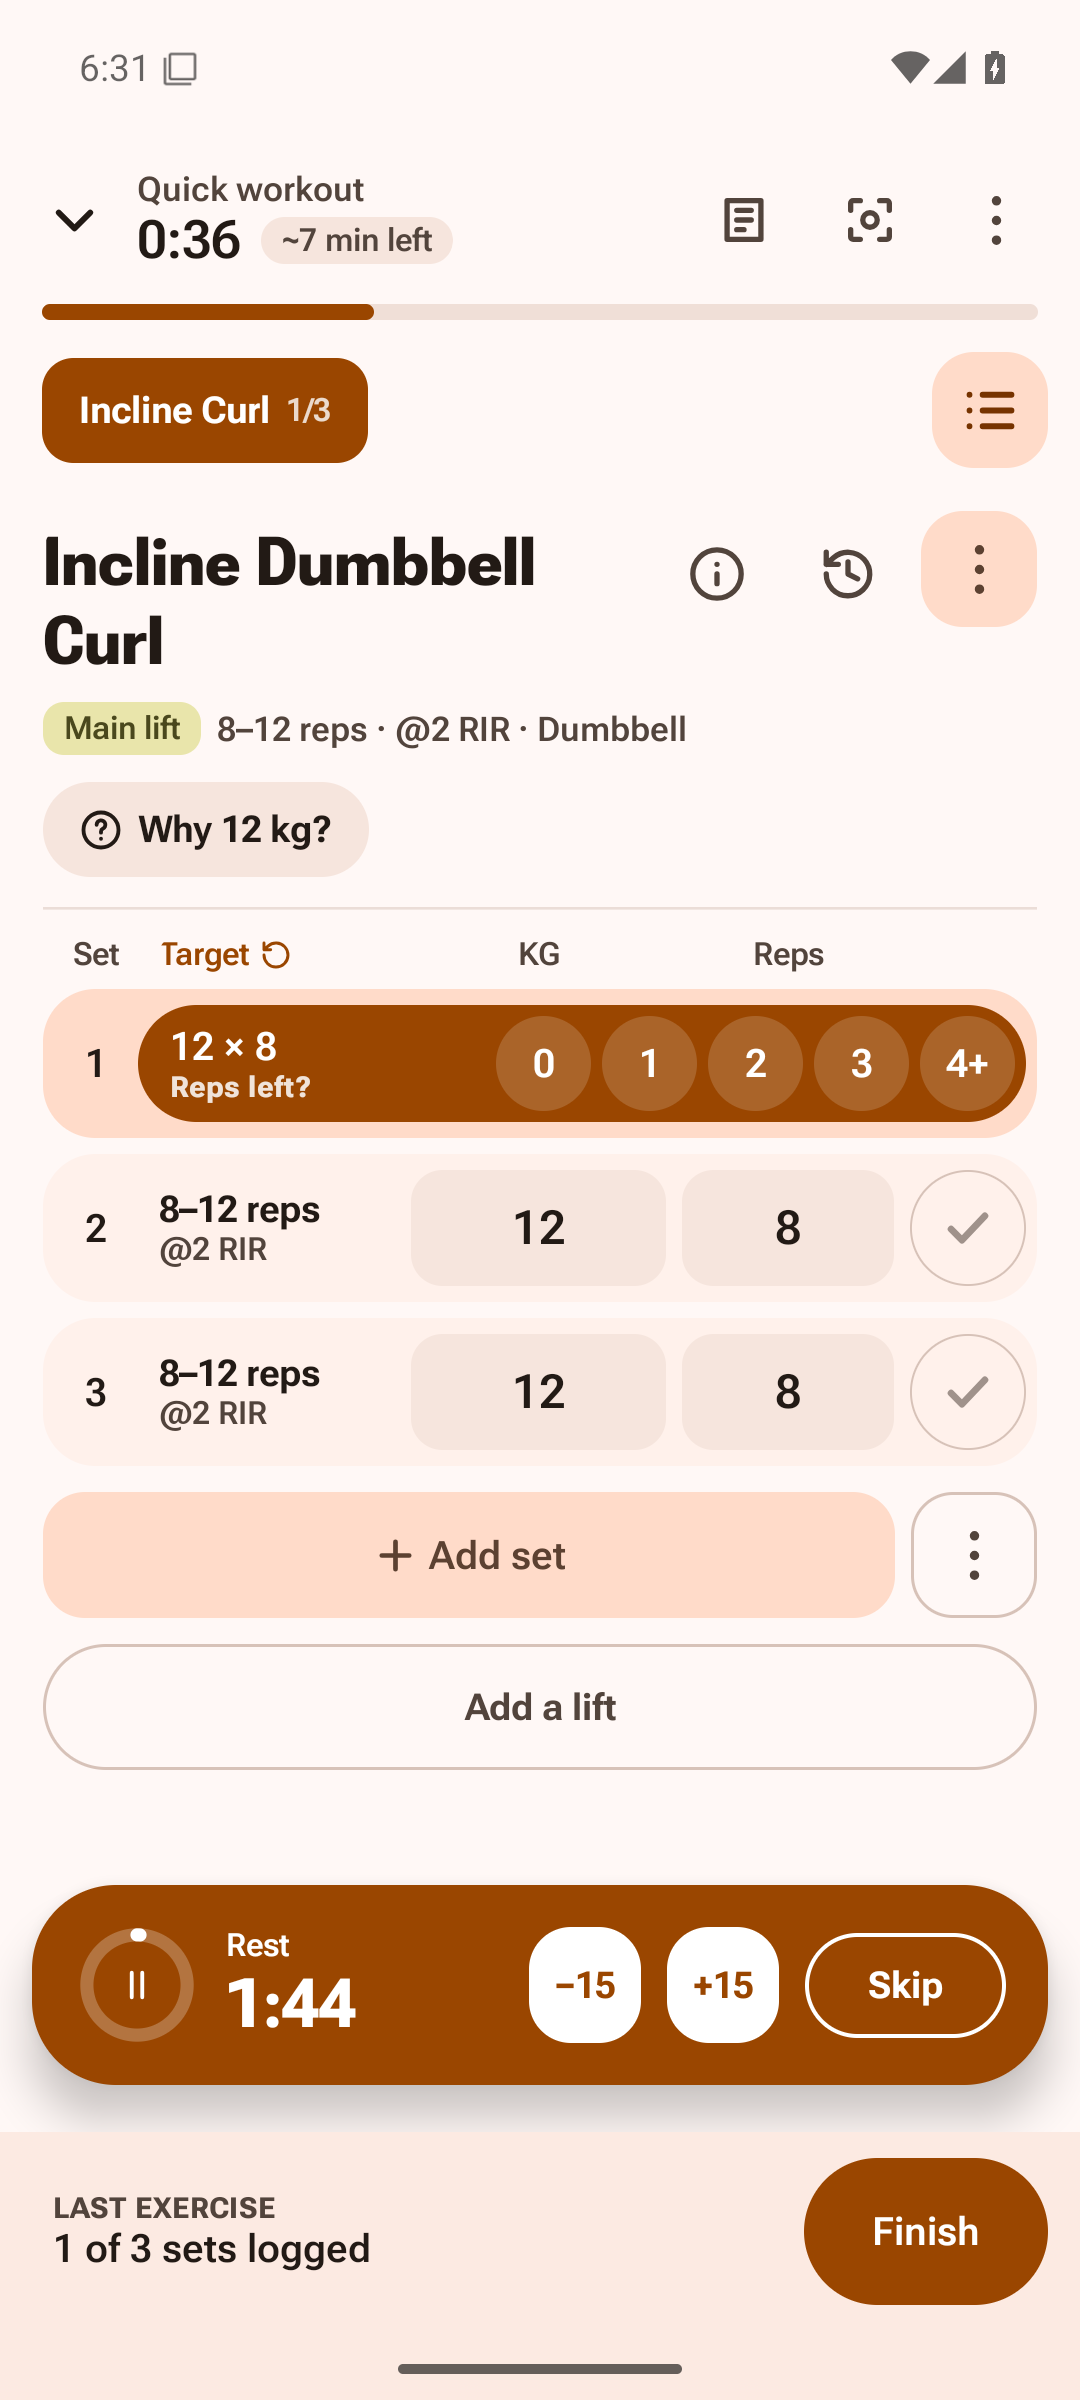 6:31
Quick workout
0:36 ~7 min left
Incline Curl 1/3
Incline Dumbbell
Curl
Main lift 8–12 reps · @2 RIR · Dumbbell
Why 12 kg?
Set Target KG Reps
1 12 × 8 0 1 2 3 4+
Reps left?
2 8–12 reps 12 8
@2 RIR
3 8–12 reps 12 8
@2 RIR
+ Add set
Add a lift
Rest
1:44 −15 +15 Skip
LAST EXERCISE
1 of 3 sets logged
Finish